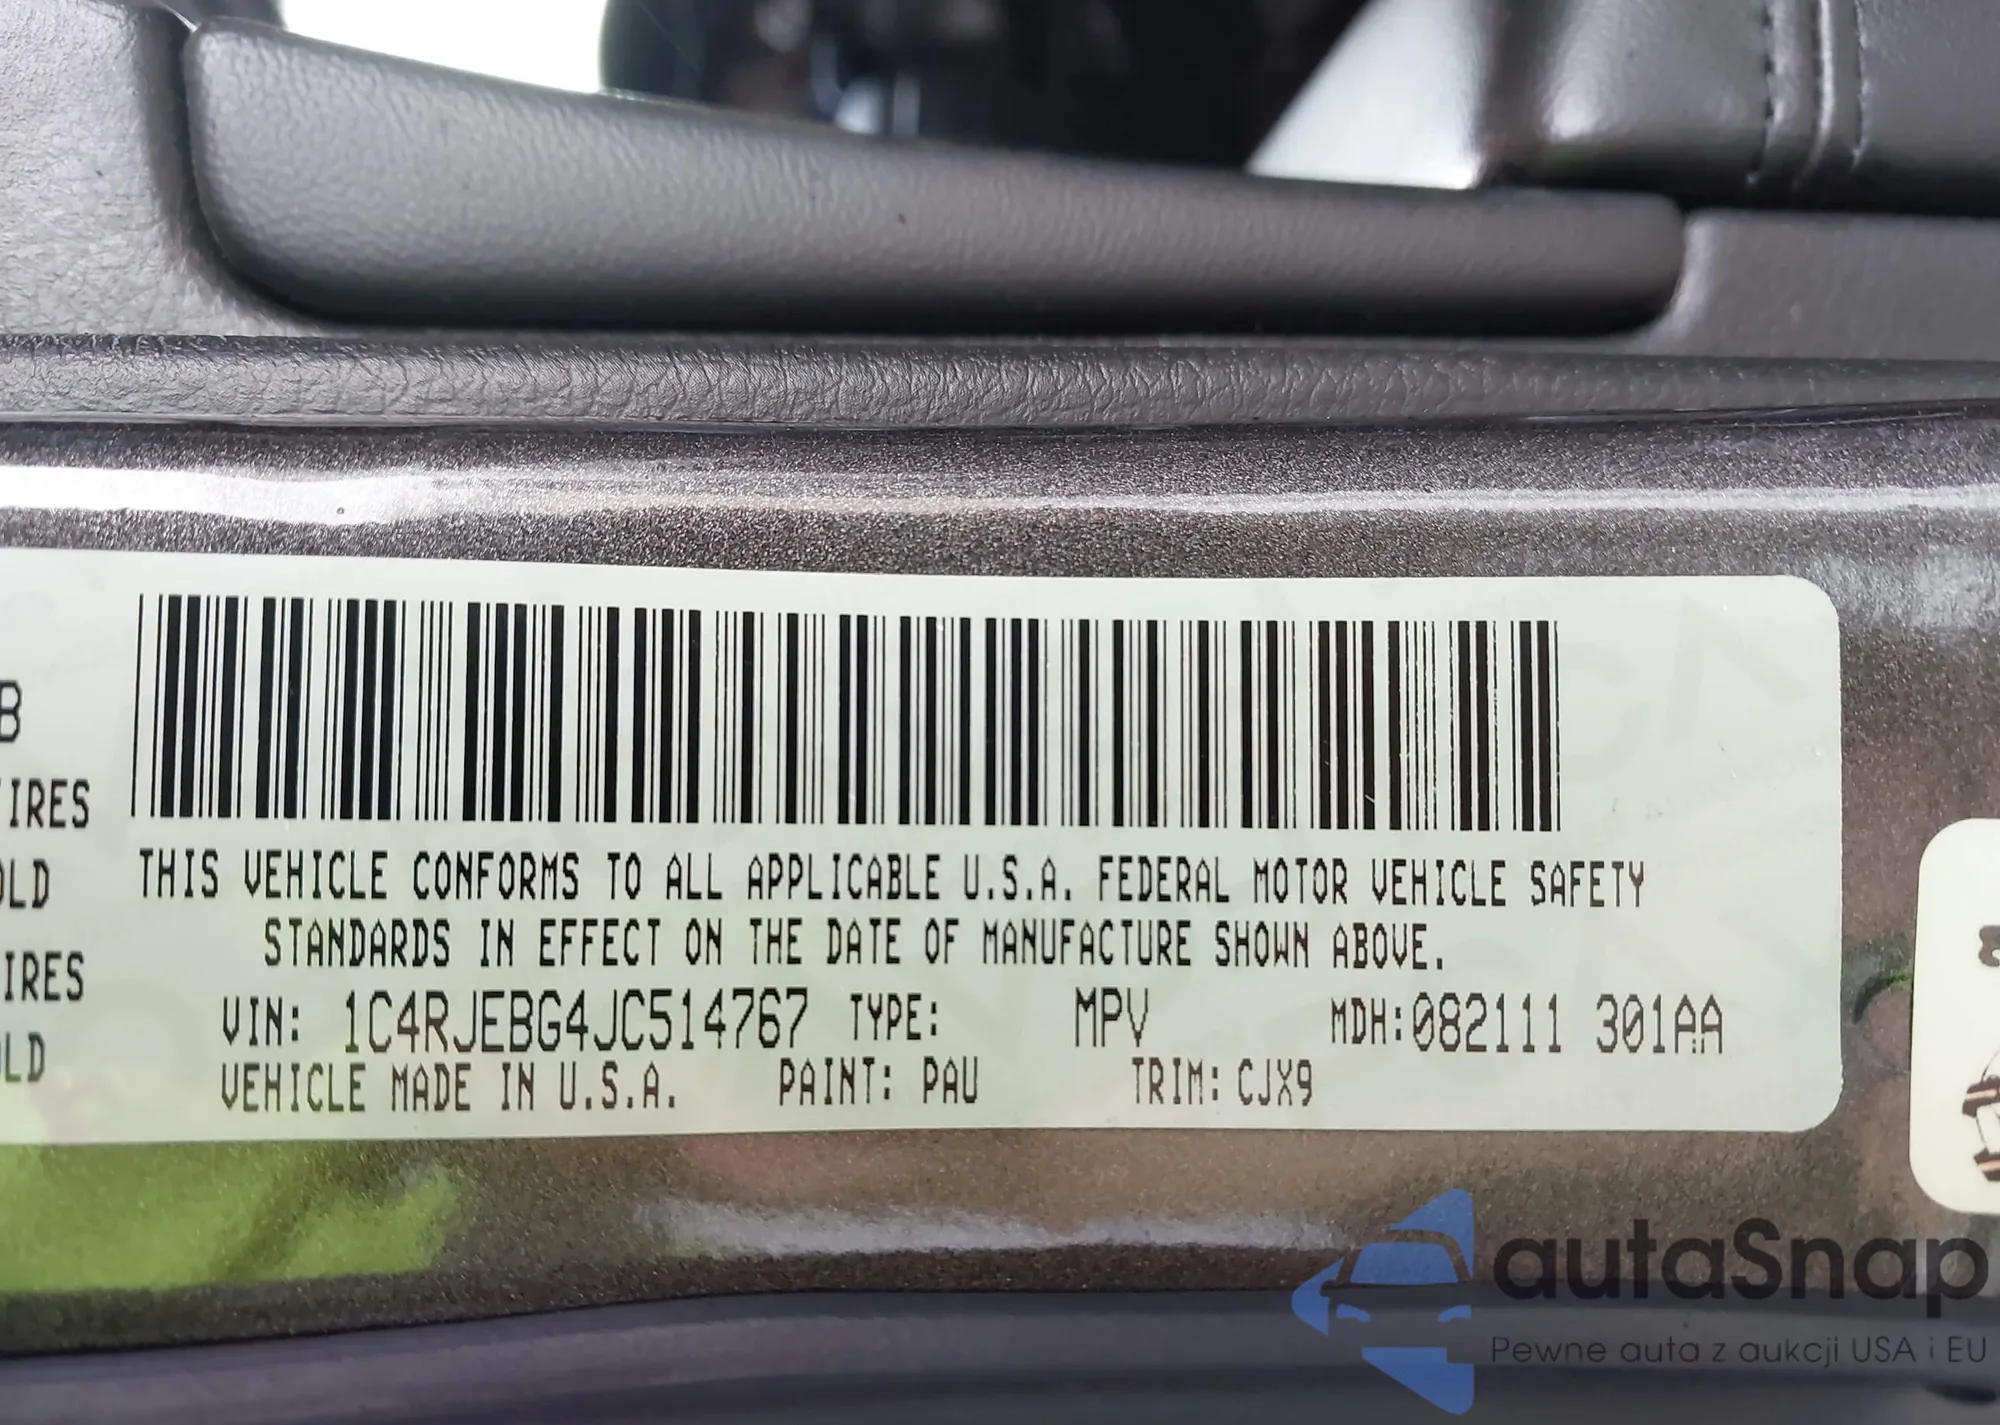 B
IRES
OLD
IRES
LD
THIS VEHICLE CONFORMS TO ALL APPLICABLE U.S.A. FEDERAL MOTOR VEHICLE SAFETY
STANDARDS IN EFFECT ON THE DATE OF MANUFACTURE SHOWN ABOVE.
VIN: 1C4RJEBG4JC514767 TYPE: MPV MDH:082111 301AA
VEHICLE MADE IN U.S.A. PAINT: PAU TRIM: CJX9
autaSnap
Pewne auta z aukcji USA i EU